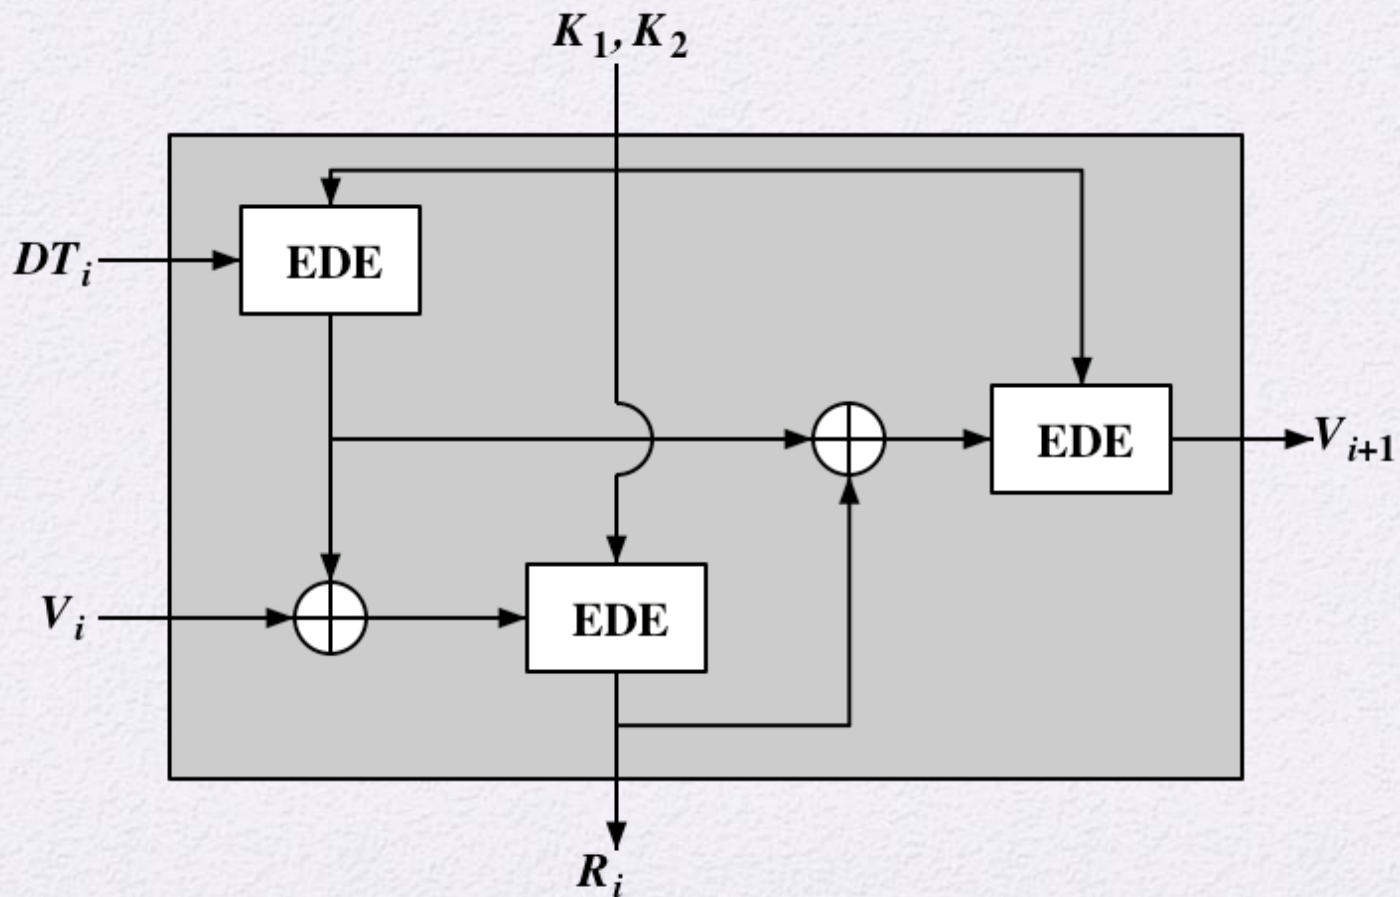 K₁, K₂
EDE
DTᵢ
EDE
Vᵢ₊₁
EDE
Vᵢ
Rᵢ